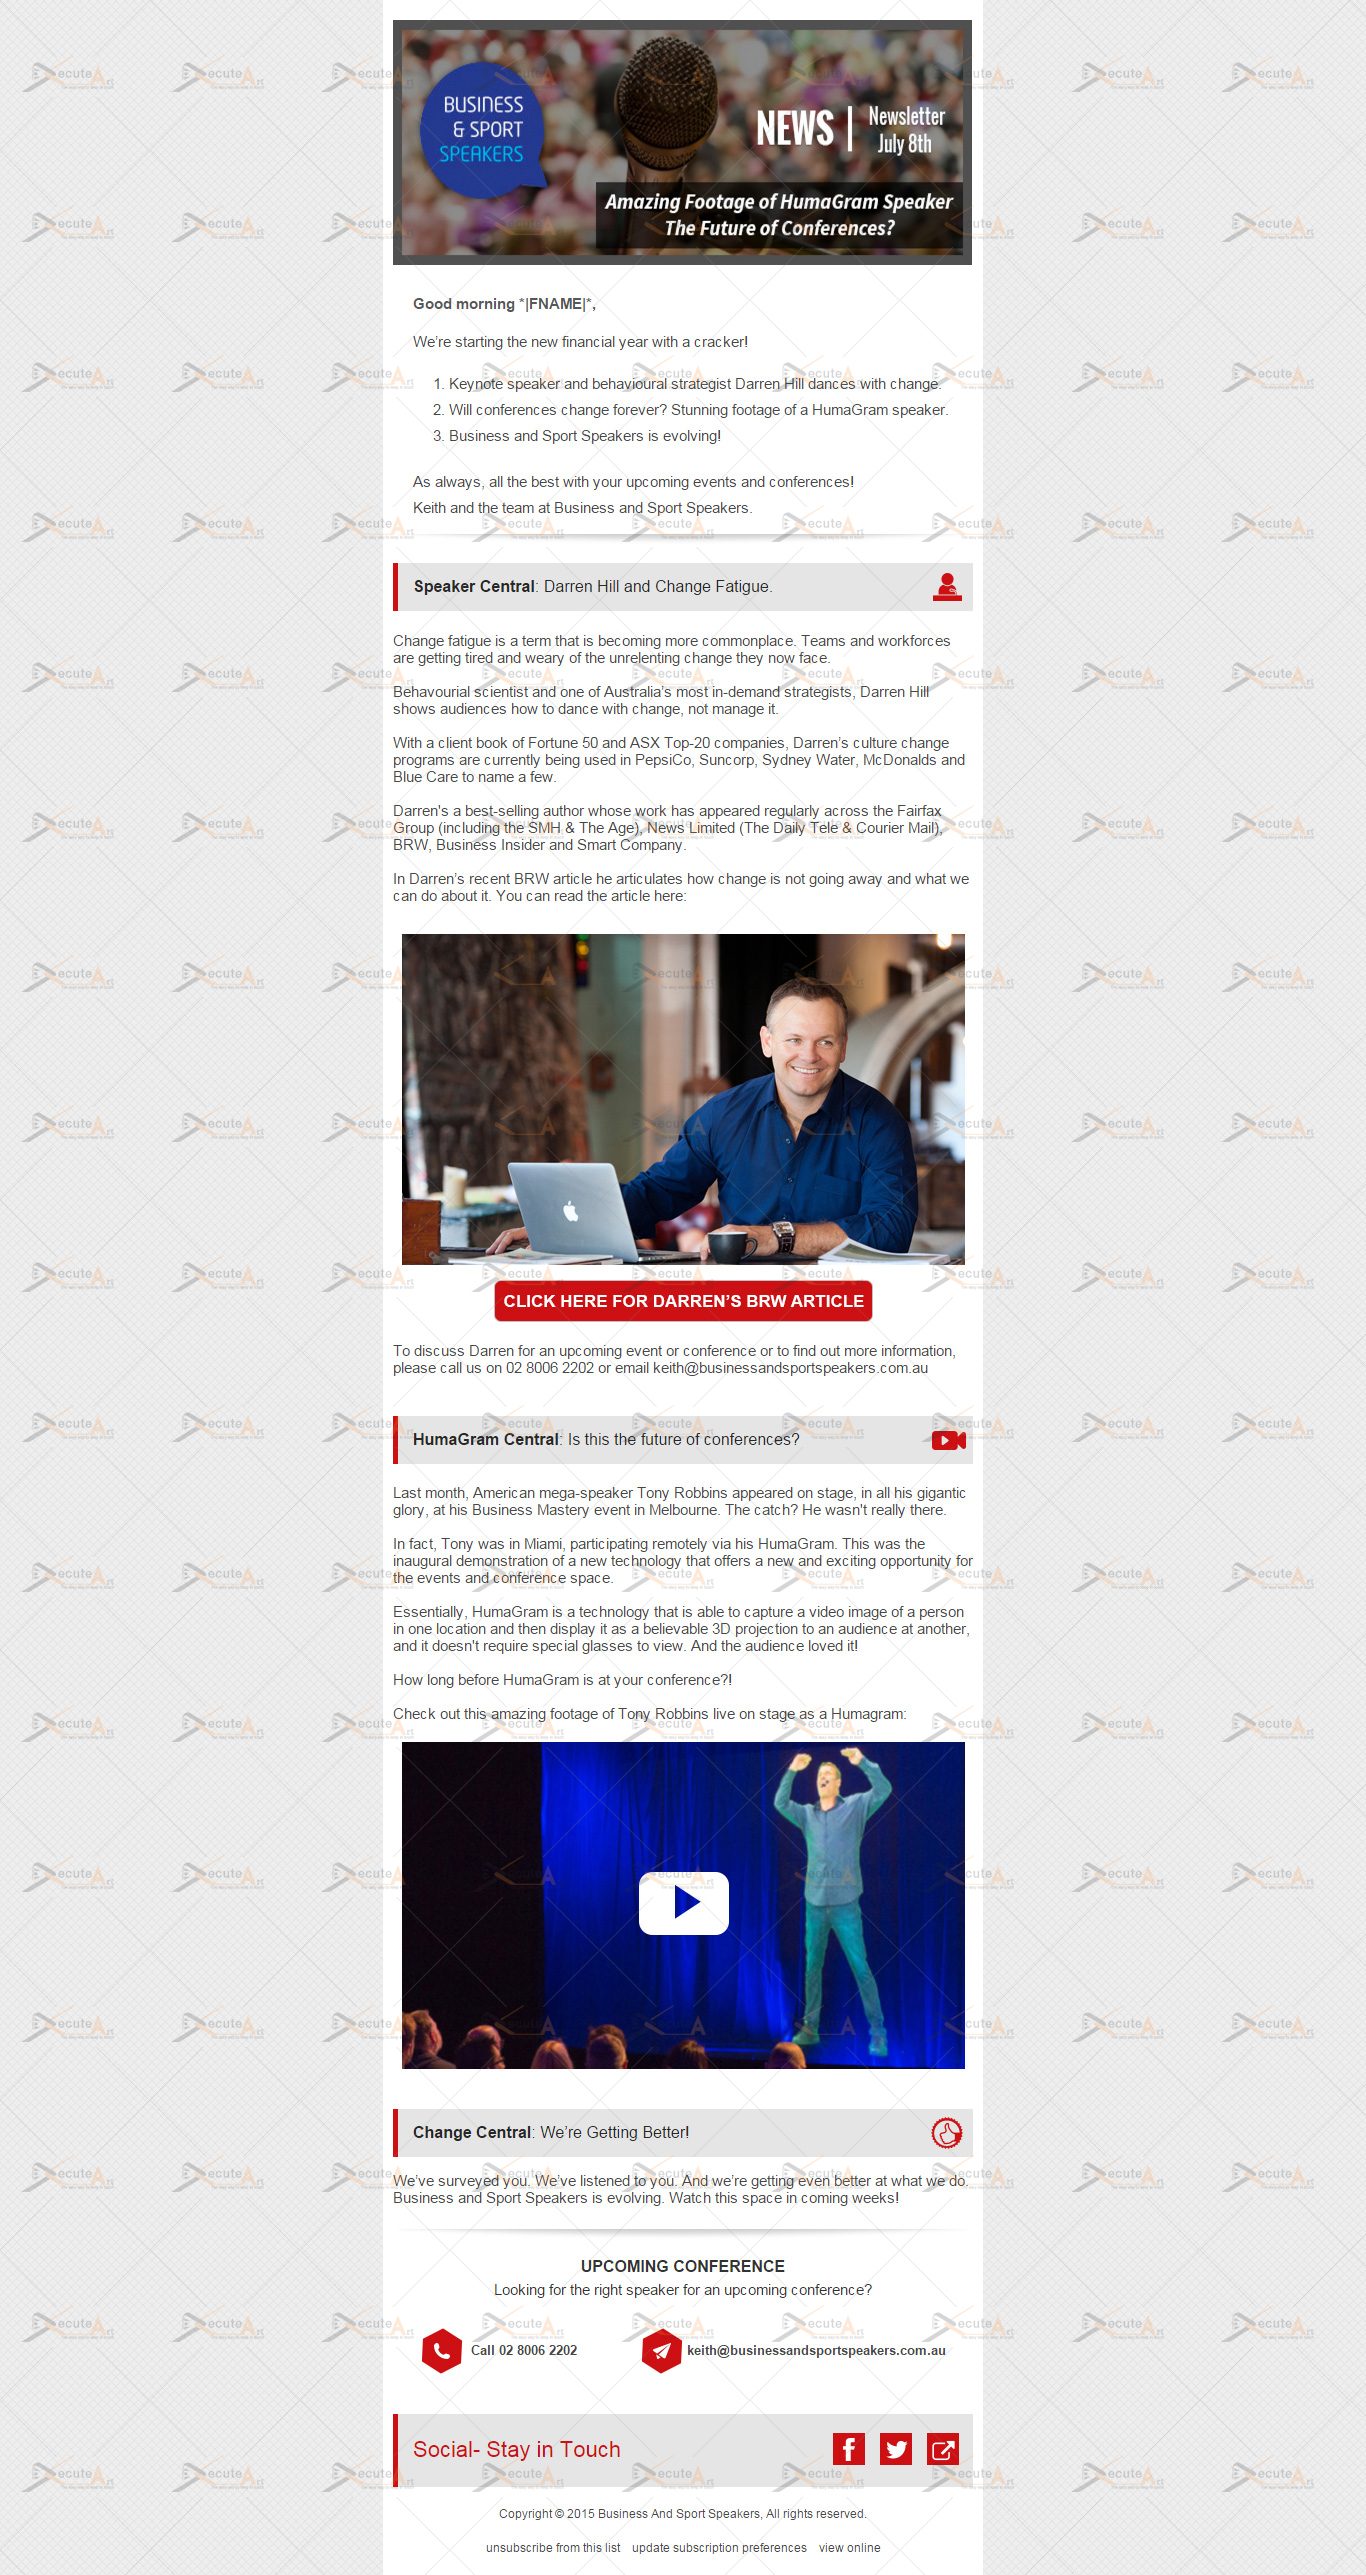 BUSINESS
& SPORT
SPEAKERS
NEWS
Newsletter
July 8th
Amazing Footage of HumaGram Speaker
The Future of Conferences?
Good morning *|FNAME|*,
We’re starting the new financial year with a cracker!
1. Keynote speaker and behavioural strategist Darren Hill dances with change.
2. Will conferences change forever? Stunning footage of a HumaGram speaker.
3. Business and Sport Speakers is evolving!
As always, all the best with your upcoming events and conferences!
Keith and the team at Business and Sport Speakers.
Speaker Central: Darren Hill and Change Fatigue.
Change fatigue is a term that is becoming more commonplace. Teams and workforces
are getting tired and weary of the unrelenting change they now face.
Behavourial scientist and one of Australia’s most in-demand strategists, Darren Hill
shows audiences how to dance with change, not manage it.
With a client book of Fortune 50 and ASX Top-20 companies, Darren’s culture change
programs are currently being used in PepsiCo, Suncorp, Sydney Water, McDonalds and
Blue Care to name a few.
Darren's a best-selling author whose work has appeared regularly across the Fairfax
Group (including the SMH & The Age), News Limited (The Daily Tele & Courier Mail),
BRW, Business Insider and Smart Company.
In Darren’s recent BRW article he articulates how change is not going away and what we
can do about it. You can read the article here:
CLICK HERE FOR DARREN’S BRW ARTICLE
To discuss Darren for an upcoming event or conference or to find out more information,
please call us on 02 8006 2202 or email keith@businessandsportspeakers.com.au
HumaGram Central: Is this the future of conferences?
Last month, American mega-speaker Tony Robbins appeared on stage, in all his gigantic
glory, at his Business Mastery event in Melbourne. The catch? He wasn't really there.
In fact, Tony was in Miami, participating remotely via his HumaGram. This was the
inaugural demonstration of a new technology that offers a new and exciting opportunity for
the events and conference space.
Essentially, HumaGram is a technology that is able to capture a video image of a person
in one location and then display it as a believable 3D projection to an audience at another,
and it doesn't require special glasses to view. And the audience loved it!
How long before HumaGram is at your conference?!
Check out this amazing footage of Tony Robbins live on stage as a Humagram:
Change Central: We’re Getting Better!
We’ve surveyed you. We’ve listened to you. And we’re getting even better at what we do.
Business and Sport Speakers is evolving. Watch this space in coming weeks!
UPCOMING CONFERENCE
Looking for the right speaker for an upcoming conference?
Call 02 8006 2202
keith@businessandsportspeakers.com.au
Social- Stay in Touch
Copyright © 2015 Business And Sport Speakers, All rights reserved.
unsubscribe from this list update subscription preferences view online